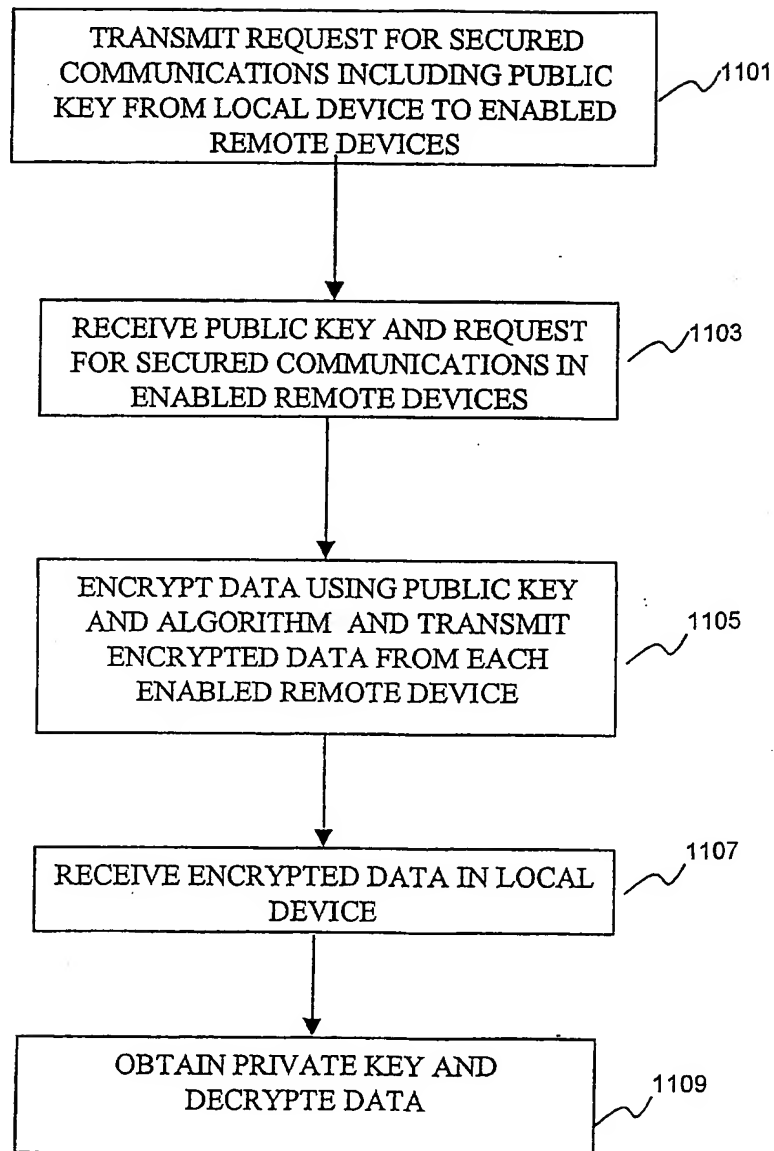 TRANSMIT REQUEST FOR SECURED
COMMUNICATIONS INCLUDING PUBLIC
KEY FROM LOCAL DEVICE TO ENABLED
REMOTE DEVICES
1101
RECEIVE PUBLIC KEY AND REQUEST
FOR SECURED COMMUNICATIONS IN
ENABLED REMOTE DEVICES
1103
ENCRYPT DATA USING PUBLIC KEY
AND ALGORITHM AND TRANSMIT
ENCRYPTED DATA FROM EACH
ENABLED REMOTE DEVICE
1105
RECEIVE ENCRYPTED DATA IN LOCAL
DEVICE
1107
OBTAIN PRIVATE KEY AND
DECRYPTE DATA
1109